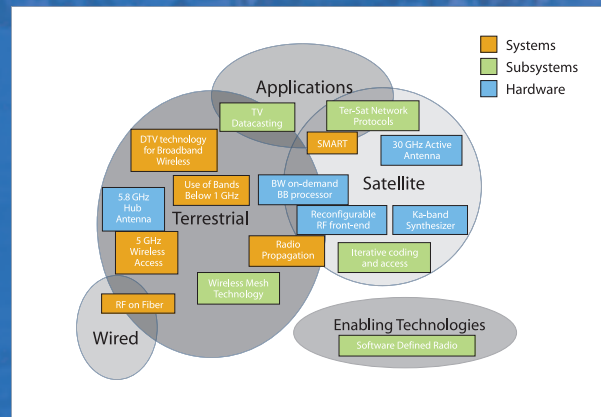 Systems
Subsystems
Hardware
Applications
TV
Datacasting
Ter-Sat Network
Protocols
DTV technology
for Broadband
Wireless
SMART
30 GHz Active
Antenna
Use of Bands
Below 1 GHz
BW on-demand
BB processor
Satellite
5.8 GHz
Hub
Antenna
Terrestrial
Reconfigurable
RF front-end
Ka-band
Synthesizer
5 GHz
Wireless
Access
Radio
Propagation
Iterative coding
and access
Wireless Mesh
Technology
RF on Fiber
Wired
Enabling Technologies
Software Defined Radio